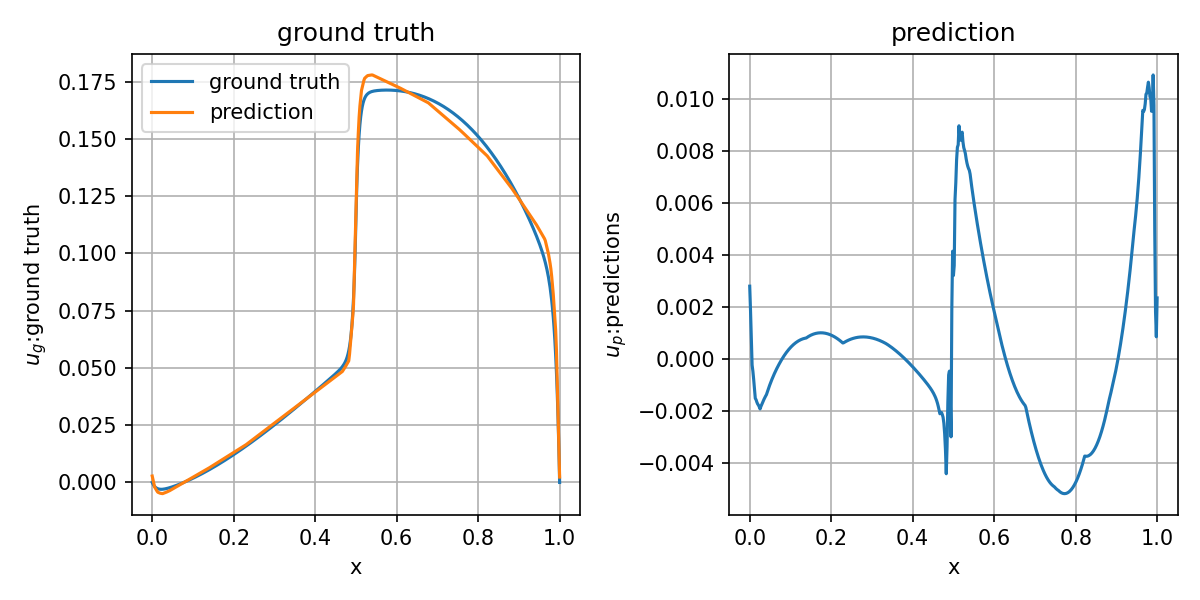 ground truth
ground truth
prediction
0.175
0.150
0.125
0.100
0.075
0.050
0.025
0.000
u_g:ground truth
0.0 0.2 0.4 0.6 0.8 1.0
x
prediction
0.010
0.008
0.006
0.004
0.002
0.000
−0.002
−0.004
u_p:predictions
0.0 0.2 0.4 0.6 0.8 1.0
x